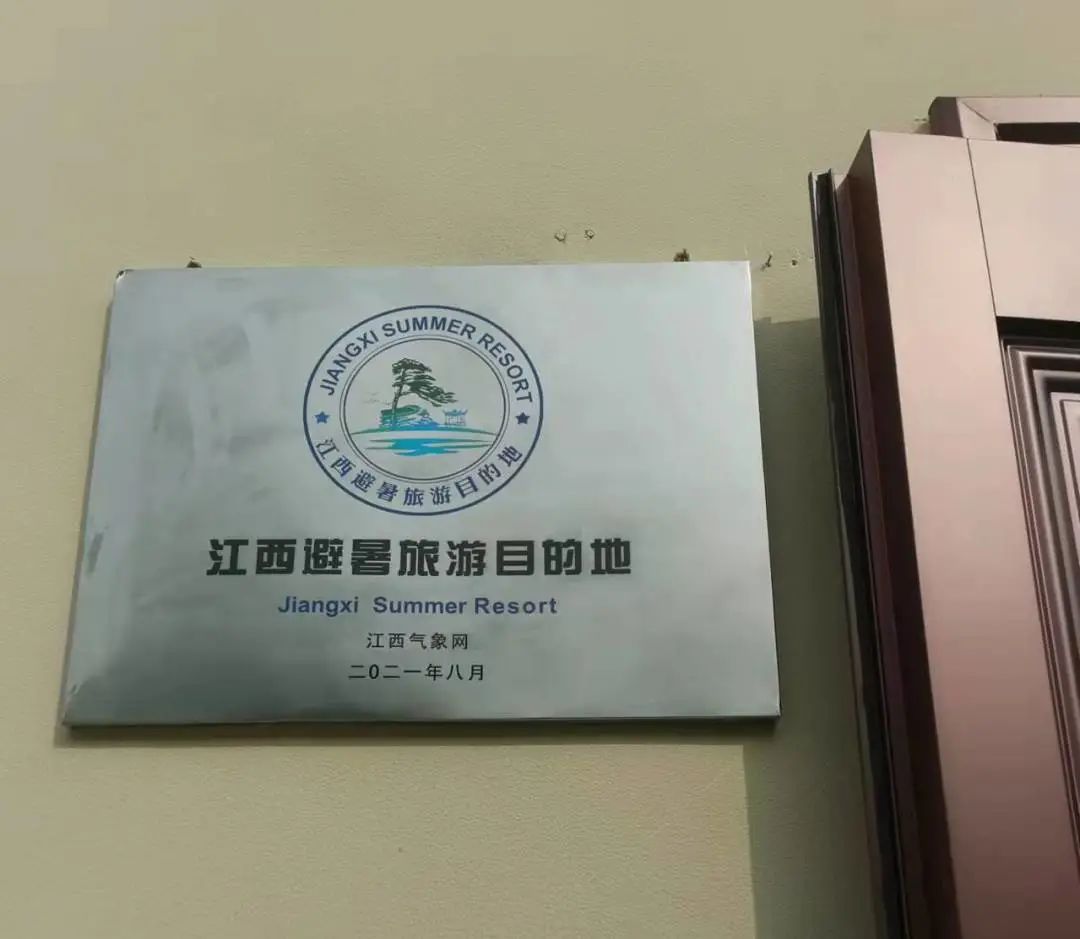 JIANGXI SUMMER RESORT
江西避暑旅游目的地
江西避暑旅游目的地
Jiangxi Summer Resort
江西气象网
二〇二一年八月